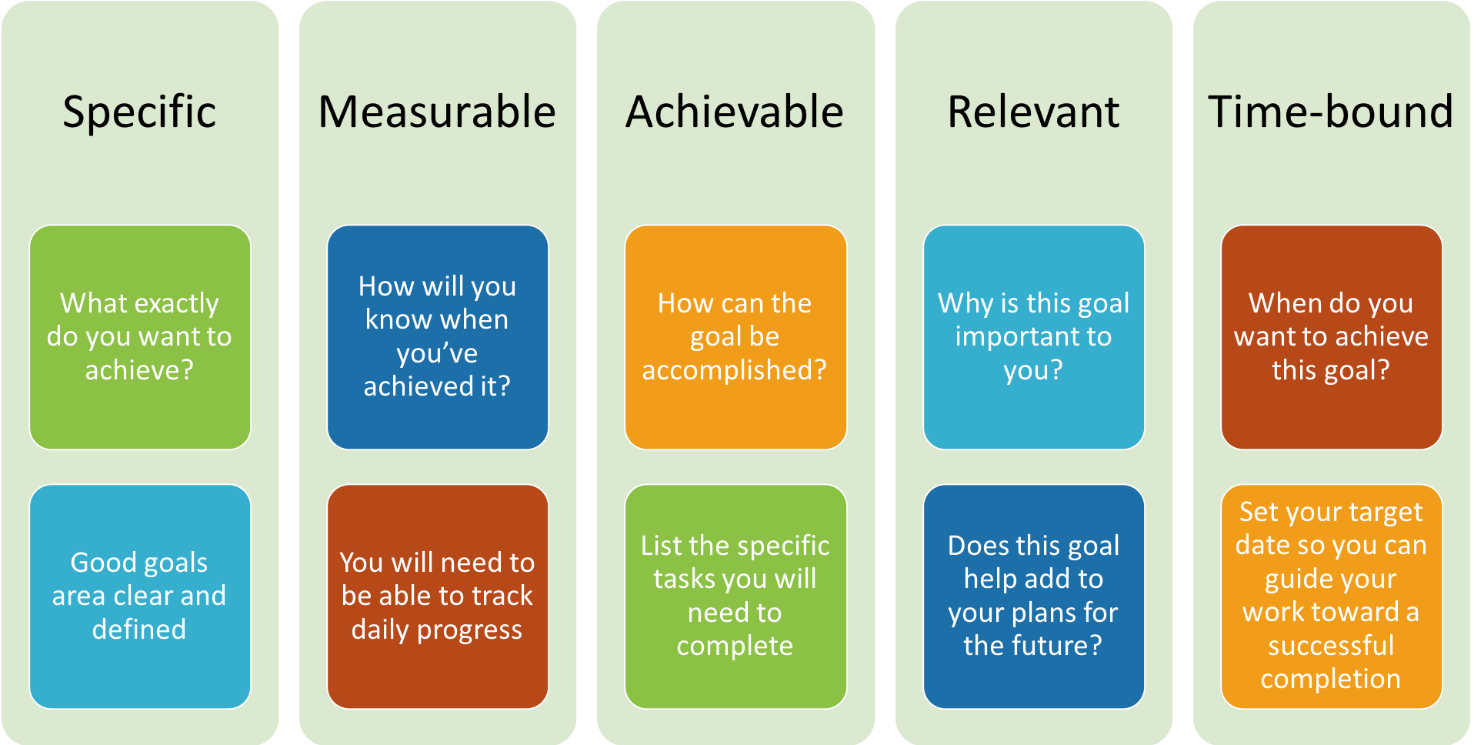 Specific
What exactly
do you want to
achieve?
Good goals
area clear and
defined
Measurable
How will you
know when
you’ve
achieved it?
You will need to
be able to track
daily progress
Achievable
How can the
goal be
accomplished?
List the specific
tasks you will
need to
complete
Relevant
Why is this goal
important to
you?
Does this goal
help add to
your plans for
the future?
Time-bound
When do you
want to achieve
this goal?
Set your target
date so you can
guide your
work toward a
successful
completion